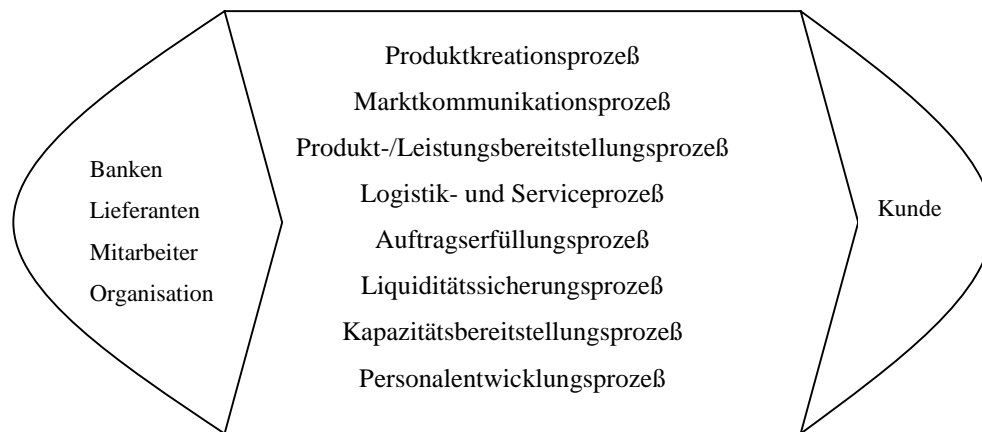 Banken
Lieferanten
Mitarbeiter
Organisation
Produktkreationsprozeß
Marktkommunikationsprozeß
Produkt-/Leistungsbereitstellungsprozeß
Logistik- und Serviceprozeß
Auftragserfüllungsprozeß
Liquiditätssicherungsprozeß
Kapazitätsbereitstellungsprozeß
Personalentwicklungsprozeß
Kunde